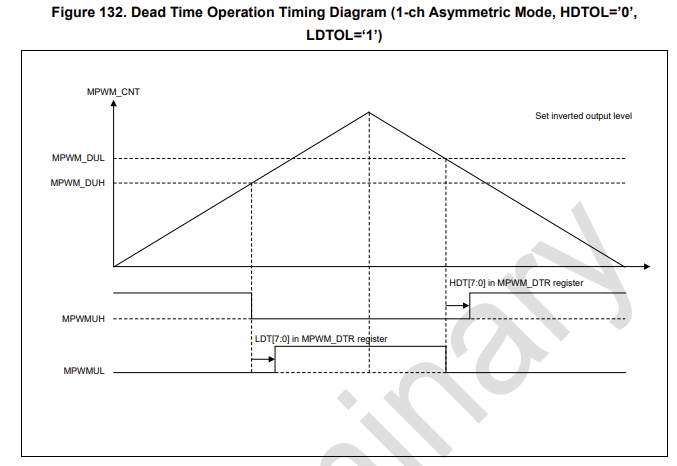 Figure 132. Dead Time Operation Timing Diagram (1-ch Asymmetric Mode, HDTOL=’0’,
LDTOL=‘1’)
MPWM_CNT
Set inverted output level
MPWM_DUL
MPWM_DUH
HDT[7:0] in MPWM_DTR register
MPWMUH
LDT[7:0] in MPWM_DTR register
MPWMUL